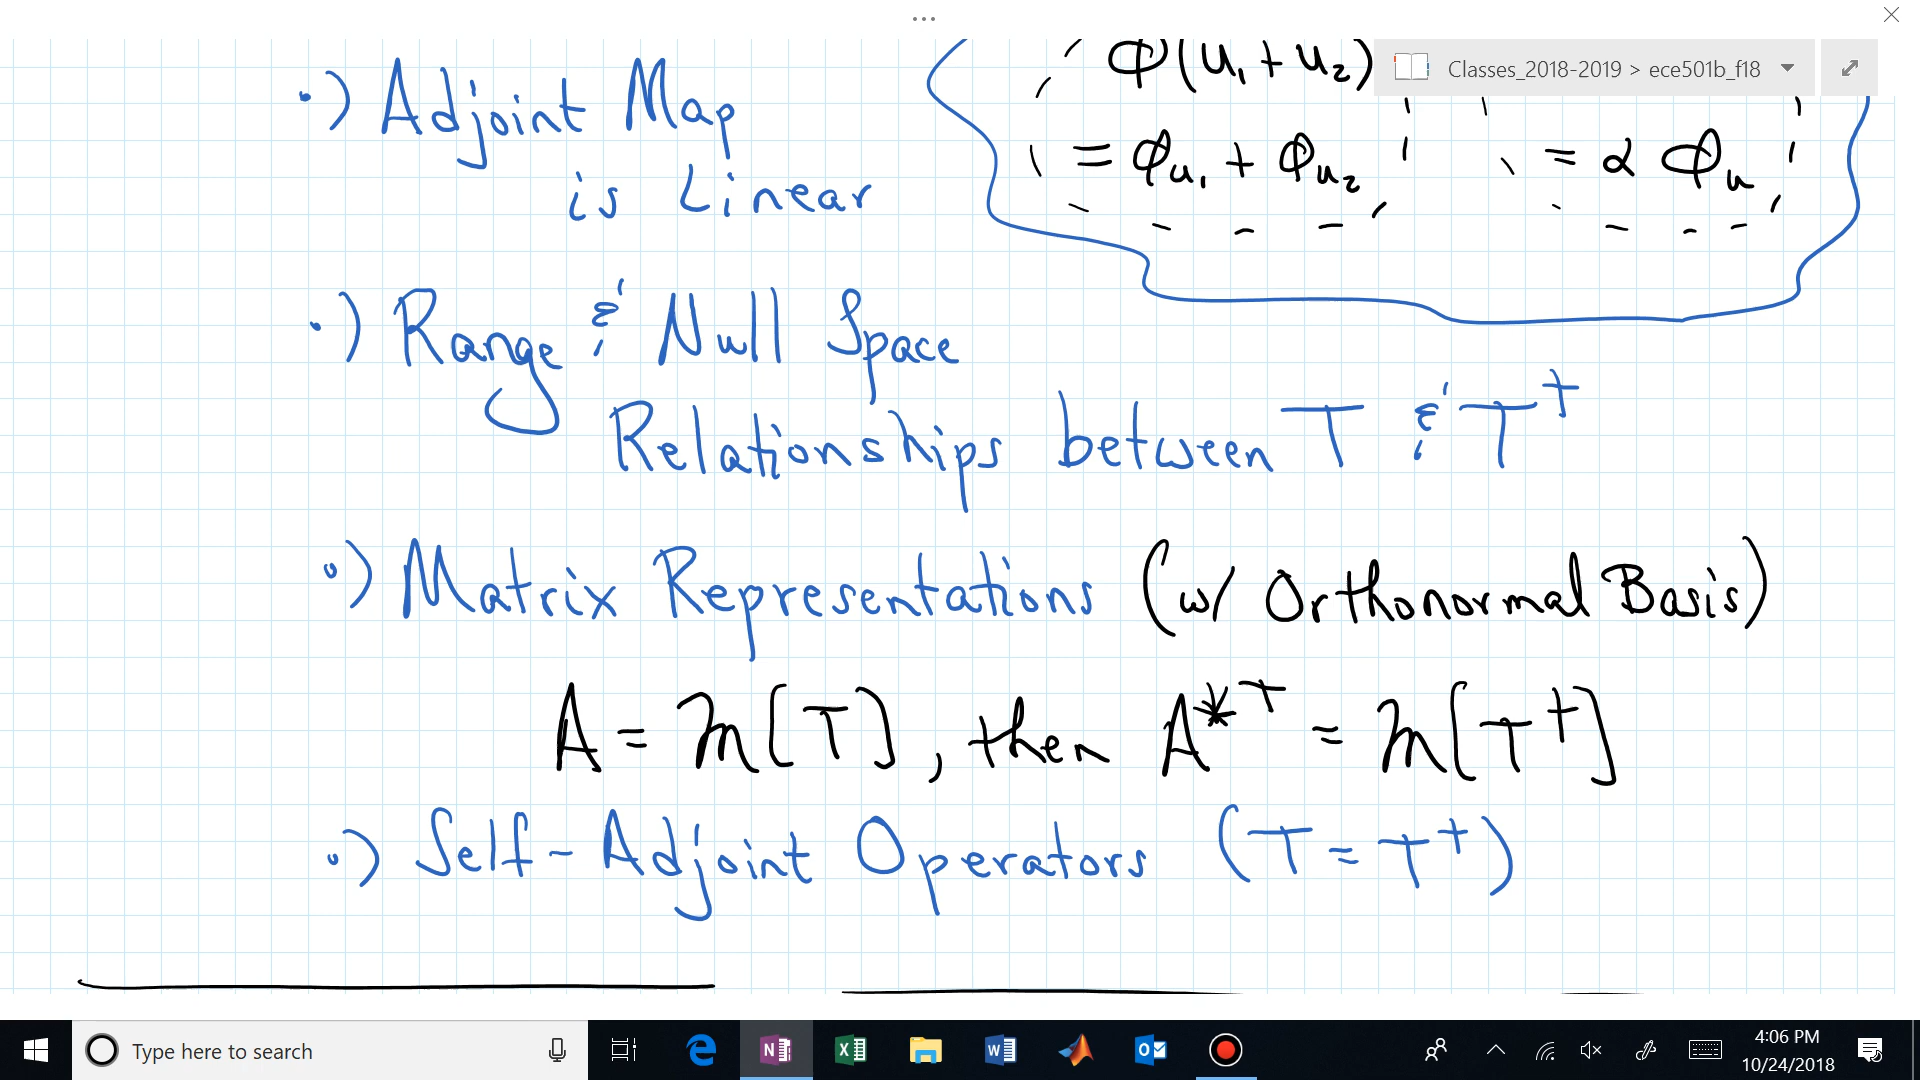 ·) Adjoint Map
is Linear
Φ(u₁ + u₂)
= Φu₁ + Φu₂
= α Φu
Classes_2018-2019 > ece501b_f18
·) Range & Null Space
Relationships between T & T†
·) Matrix Representations (w/ Orthonormal Basis)
A = M[T], then A*ᵀ = M[T†]
·) Self-Adjoint Operators (T = T†)
Type here to search
4:06 PM
10/24/2018